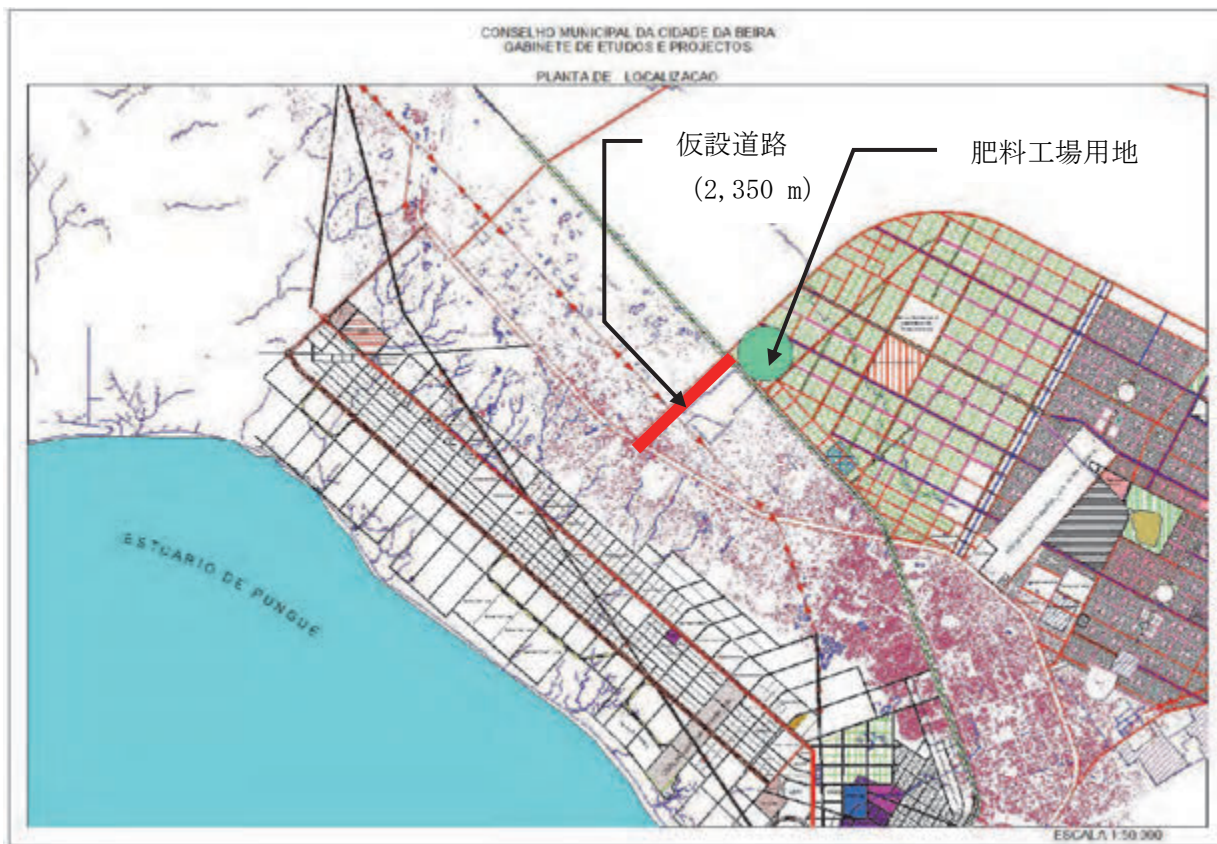 CONSELHO MUNICIPAL DA CIDADE DA BEIRA
GABINETE DE ETUDOS E PROJECTOS
PLANTA DE LOCALIZACAO
仮設道路
(2,350 m)
肥料工場用地
ESTUARIO DE PUNGUE
ESCALA 1:50.000